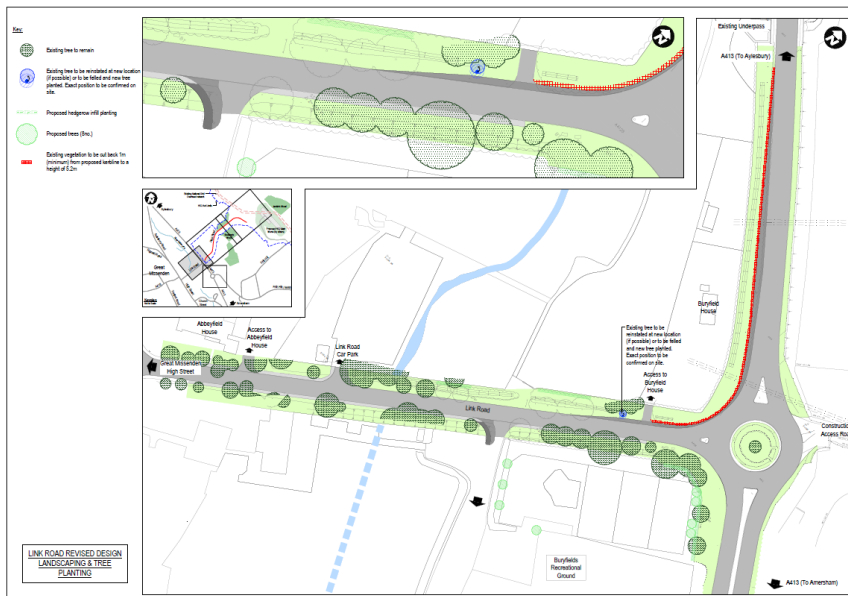 Key:
Existing tree to remain
Existing tree to be reinstated at new location
(if possible) or to be felled and new tree
planted. Exact position to be confirmed on
site.
Proposed hedgerow infill planting
Proposed trees (8no.)
Existing vegetation to be cut back 1m
(minimum) from proposed kerbline to a
height of 5.2m
Existing Underpass
A413 (To Aylesbury)
Great
Missenden
Abbeyfield
House
Access to
Abbeyfield
House
Link Road
Car Park
Great Missenden
High Street
Link Road
Existing tree to be
reinstated at new location
(if possible) or to be felled
and new tree planted.
Exact position to be
confirmed on site.
Access to
Buryfield
House
Buryfield
House
Construction
Access Road
Buryfields
Recreational
Ground
A413 (To Amersham)
LINK ROAD REVISED DESIGN
LANDSCAPING & TREE
PLANTING